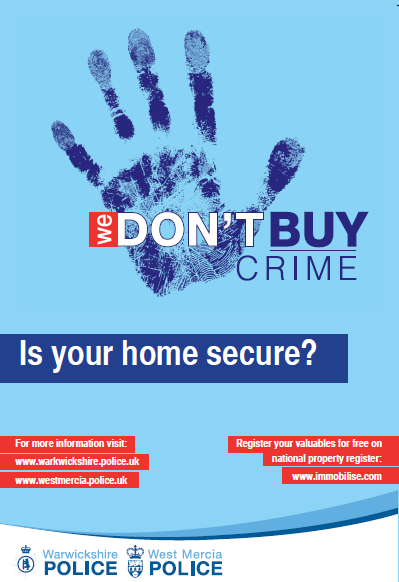 we DON'T BUY
CRIME
Is your home secure?
For more information visit:
www.warkwickshire.police.uk
www.westmercia.police.uk
Register your valuables for free on
national property register:
www.immobilise.com
Warwickshire
POLICE
West Mercia
POLICE